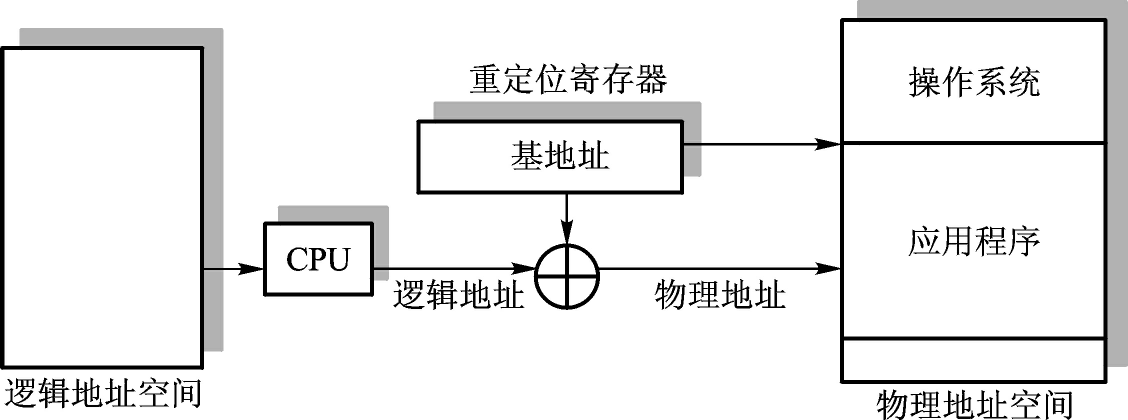 重定位寄存器
操作系统
基地址
应用程序
CPU
逻辑地址
物理地址
逻辑地址空间
物理地址空间